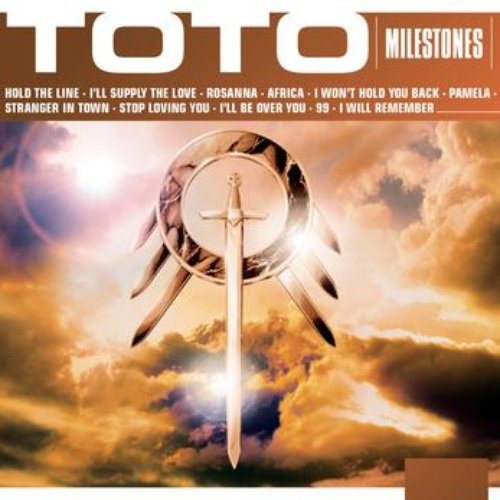 TOTO
MILESTONES
HOLD THE LINE · I'LL SUPPLY THE LOVE · ROSANNA · AFRICA · I WON'T HOLD YOU BACK · PAMELA ·
STRANGER IN TOWN · STOP LOVING YOU · I'LL BE OVER YOU · 99 · I WILL REMEMBER